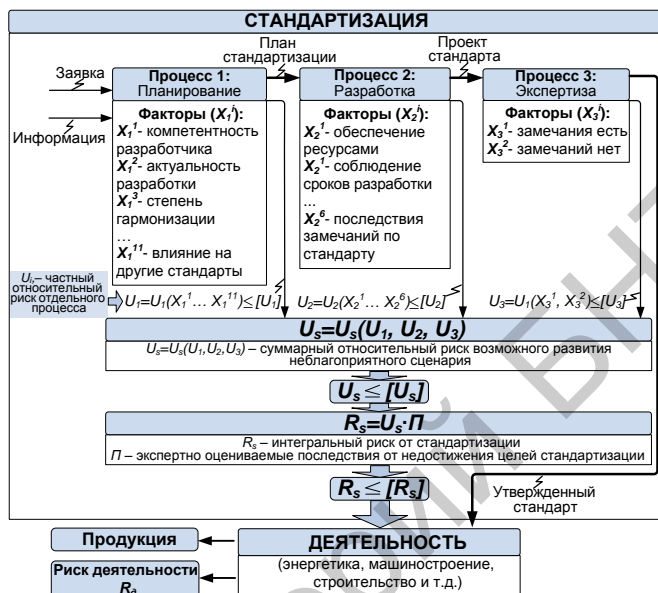 СТАНДАРТИЗАЦИЯ
План
стандартизации
Проект
стандарта
Заявка
Информация
Процесс 1:
Планирование
Факторы (X₁ⁱ):
X₁¹- компетентность
разработчика
X₁²- актуальность
разработки
X₁³- степень
гармонизации
…
X₁¹¹- влияние на
другие стандарты
Процесс 2:
Разработка
Факторы (X₂ⁱ):
X₂¹- обеспечение
ресурсами
X₂¹- соблюдение
сроков разработки
...
X₂⁶- последствия
замечаний по
стандарту
Процесс 3:
Экспертиза
Факторы (X₃ⁱ):
X₃¹- замечания есть
X₃²- замечаний нет
Uᵢ,– частный
относительный
риск отдельного
процесса
U₁=U₁(X₁¹… X₁¹¹)≤[U₁]
U₂=U₂(X₂¹… X₂⁶)≤[U₂]
U₃=U₁(X₃¹, X₃²)≤[U₃]
Uₛ=Uₛ(U₁, U₂, U₃)
Uₛ=Uₛ(U₁,U₂,U₃) – суммарный относительный риск возможного развития
неблагоприятного сценария
Uₛ ≤ [Uₛ]
Rₛ=Uₛ·П
Rₛ – интегральный риск от стандартизации
П – экспертно оцениваемые последствия от недостижения целей стандартизации
Rₛ ≤ [Rₛ]
Утвержденный
стандарт
Продукция
Риск деятельности
Rₐ
ДЕЯТЕЛЬНОСТЬ
(энергетика, машиностроение,
строительство и т.д.)